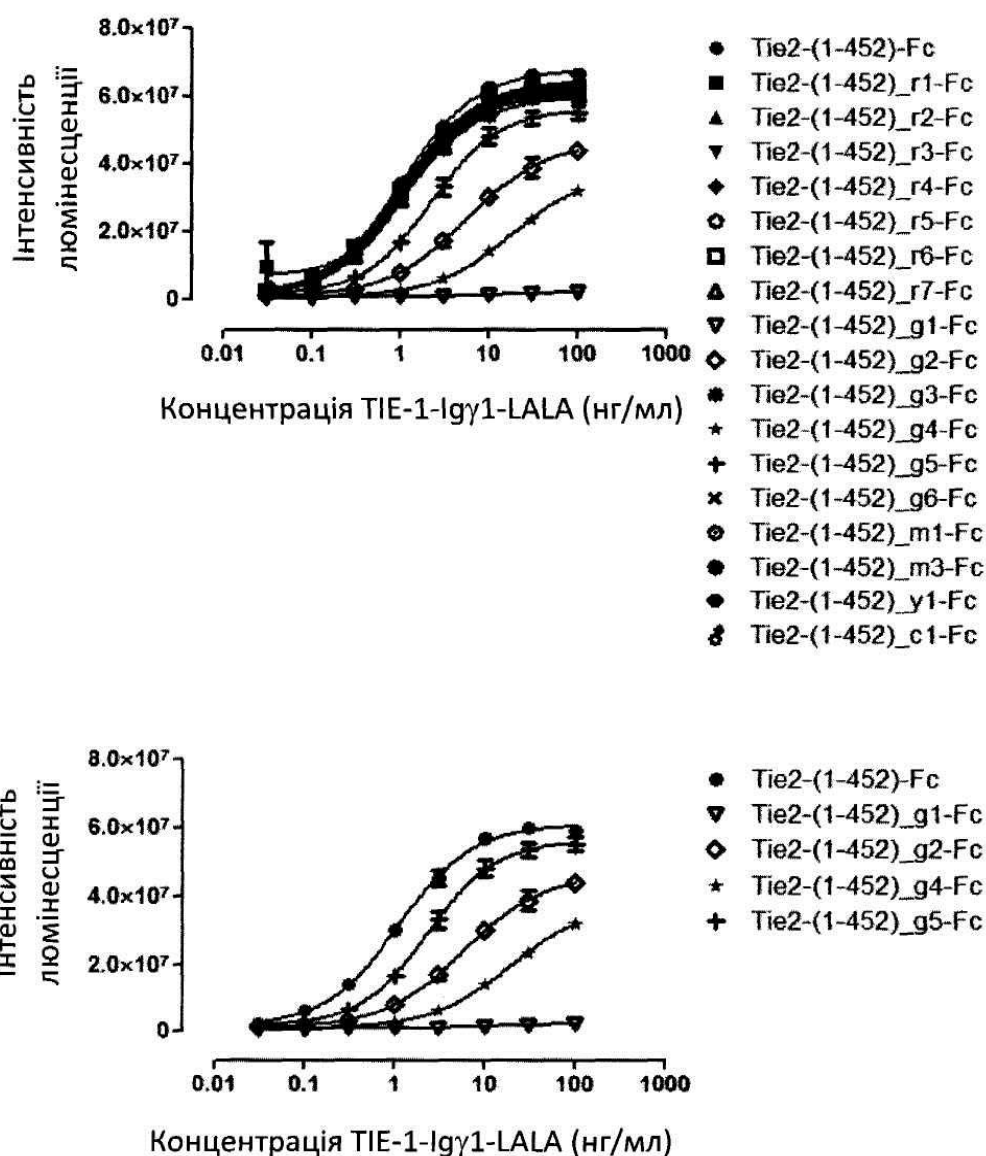 Інтенсивність
люмінесценції
8.0×10⁷
6.0×10⁷
4.0×10⁷
2.0×10⁷
0
0.01 0.1 1 10 100 1000
Концентрація TIE-1-Igγ1-LALA (нг/мл)
Tie2-(1-452)-Fc
Tie2-(1-452)_r1-Fc
Tie2-(1-452)_r2-Fc
Tie2-(1-452)_r3-Fc
Tie2-(1-452)_r4-Fc
Tie2-(1-452)_r5-Fc
Tie2-(1-452)_r6-Fc
Tie2-(1-452)_r7-Fc
Tie2-(1-452)_g1-Fc
Tie2-(1-452)_g2-Fc
Tie2-(1-452)_g3-Fc
Tie2-(1-452)_g4-Fc
Tie2-(1-452)_g5-Fc
Tie2-(1-452)_g6-Fc
Tie2-(1-452)_m1-Fc
Tie2-(1-452)_m3-Fc
Tie2-(1-452)_y1-Fc
Tie2-(1-452)_c1-Fc
Інтенсивність
люмінесценції
8.0×10⁷
6.0×10⁷
4.0×10⁷
2.0×10⁷
0
0.01 0.1 1 10 100 1000
Концентрація TIE-1-Igγ1-LALA (нг/мл)
Tie2-(1-452)-Fc
Tie2-(1-452)_g1-Fc
Tie2-(1-452)_g2-Fc
Tie2-(1-452)_g4-Fc
Tie2-(1-452)_g5-Fc